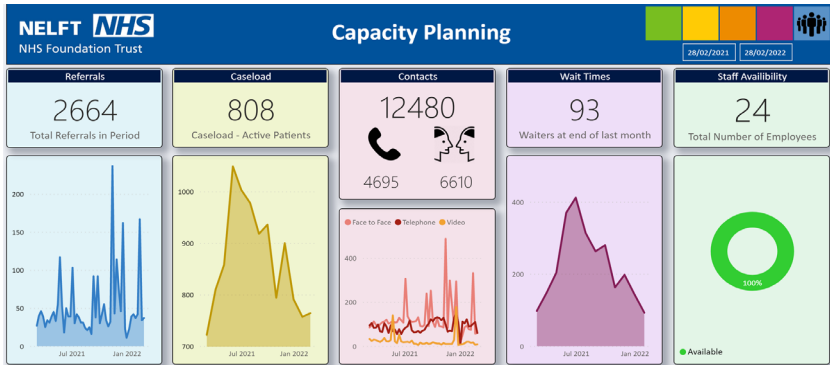 NELFT NHS
NHS Foundation Trust
Capacity Planning
28/02/2021 28/02/2022
Referrals
2664
Total Referrals in Period
200
150
100
50
0
Jul 2021 Jan 2022
Caseload
808
Caseload - Active Patients
1000
900
800
700
Jul 2021 Jan 2022
Contacts
12480
4695 6610
Face to Face Telephone Video
400
200
0
Jul 2021 Jan 2022
Wait Times
93
Waiters at end of last month
400
200
0
Jul 2021 Jan 2022
Staff Availibility
24
Total Number of Employees
100%
Available